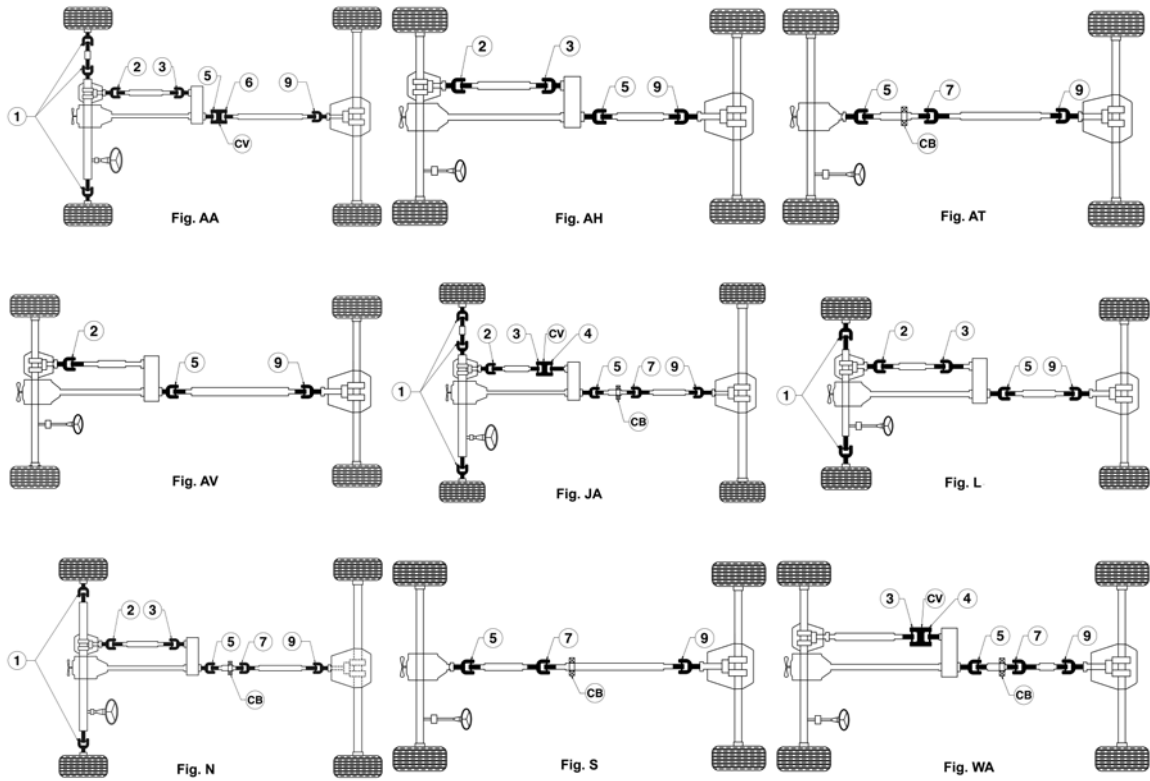 2 3 5 6 9
1
CV
Fig. AA
2 3
5 9
Fig. AH
5 7 9
CB
Fig. AT
2
5 9
Fig. AV
2 3 CV 4
5 7 9
1
CB
Fig. JA
2 3
5 9
1
Fig. L
2 3
5 7 9
1
CB
Fig. N
5 7 9
CB
Fig. S
3 CV 4
5 7 9
CB
Fig. WA